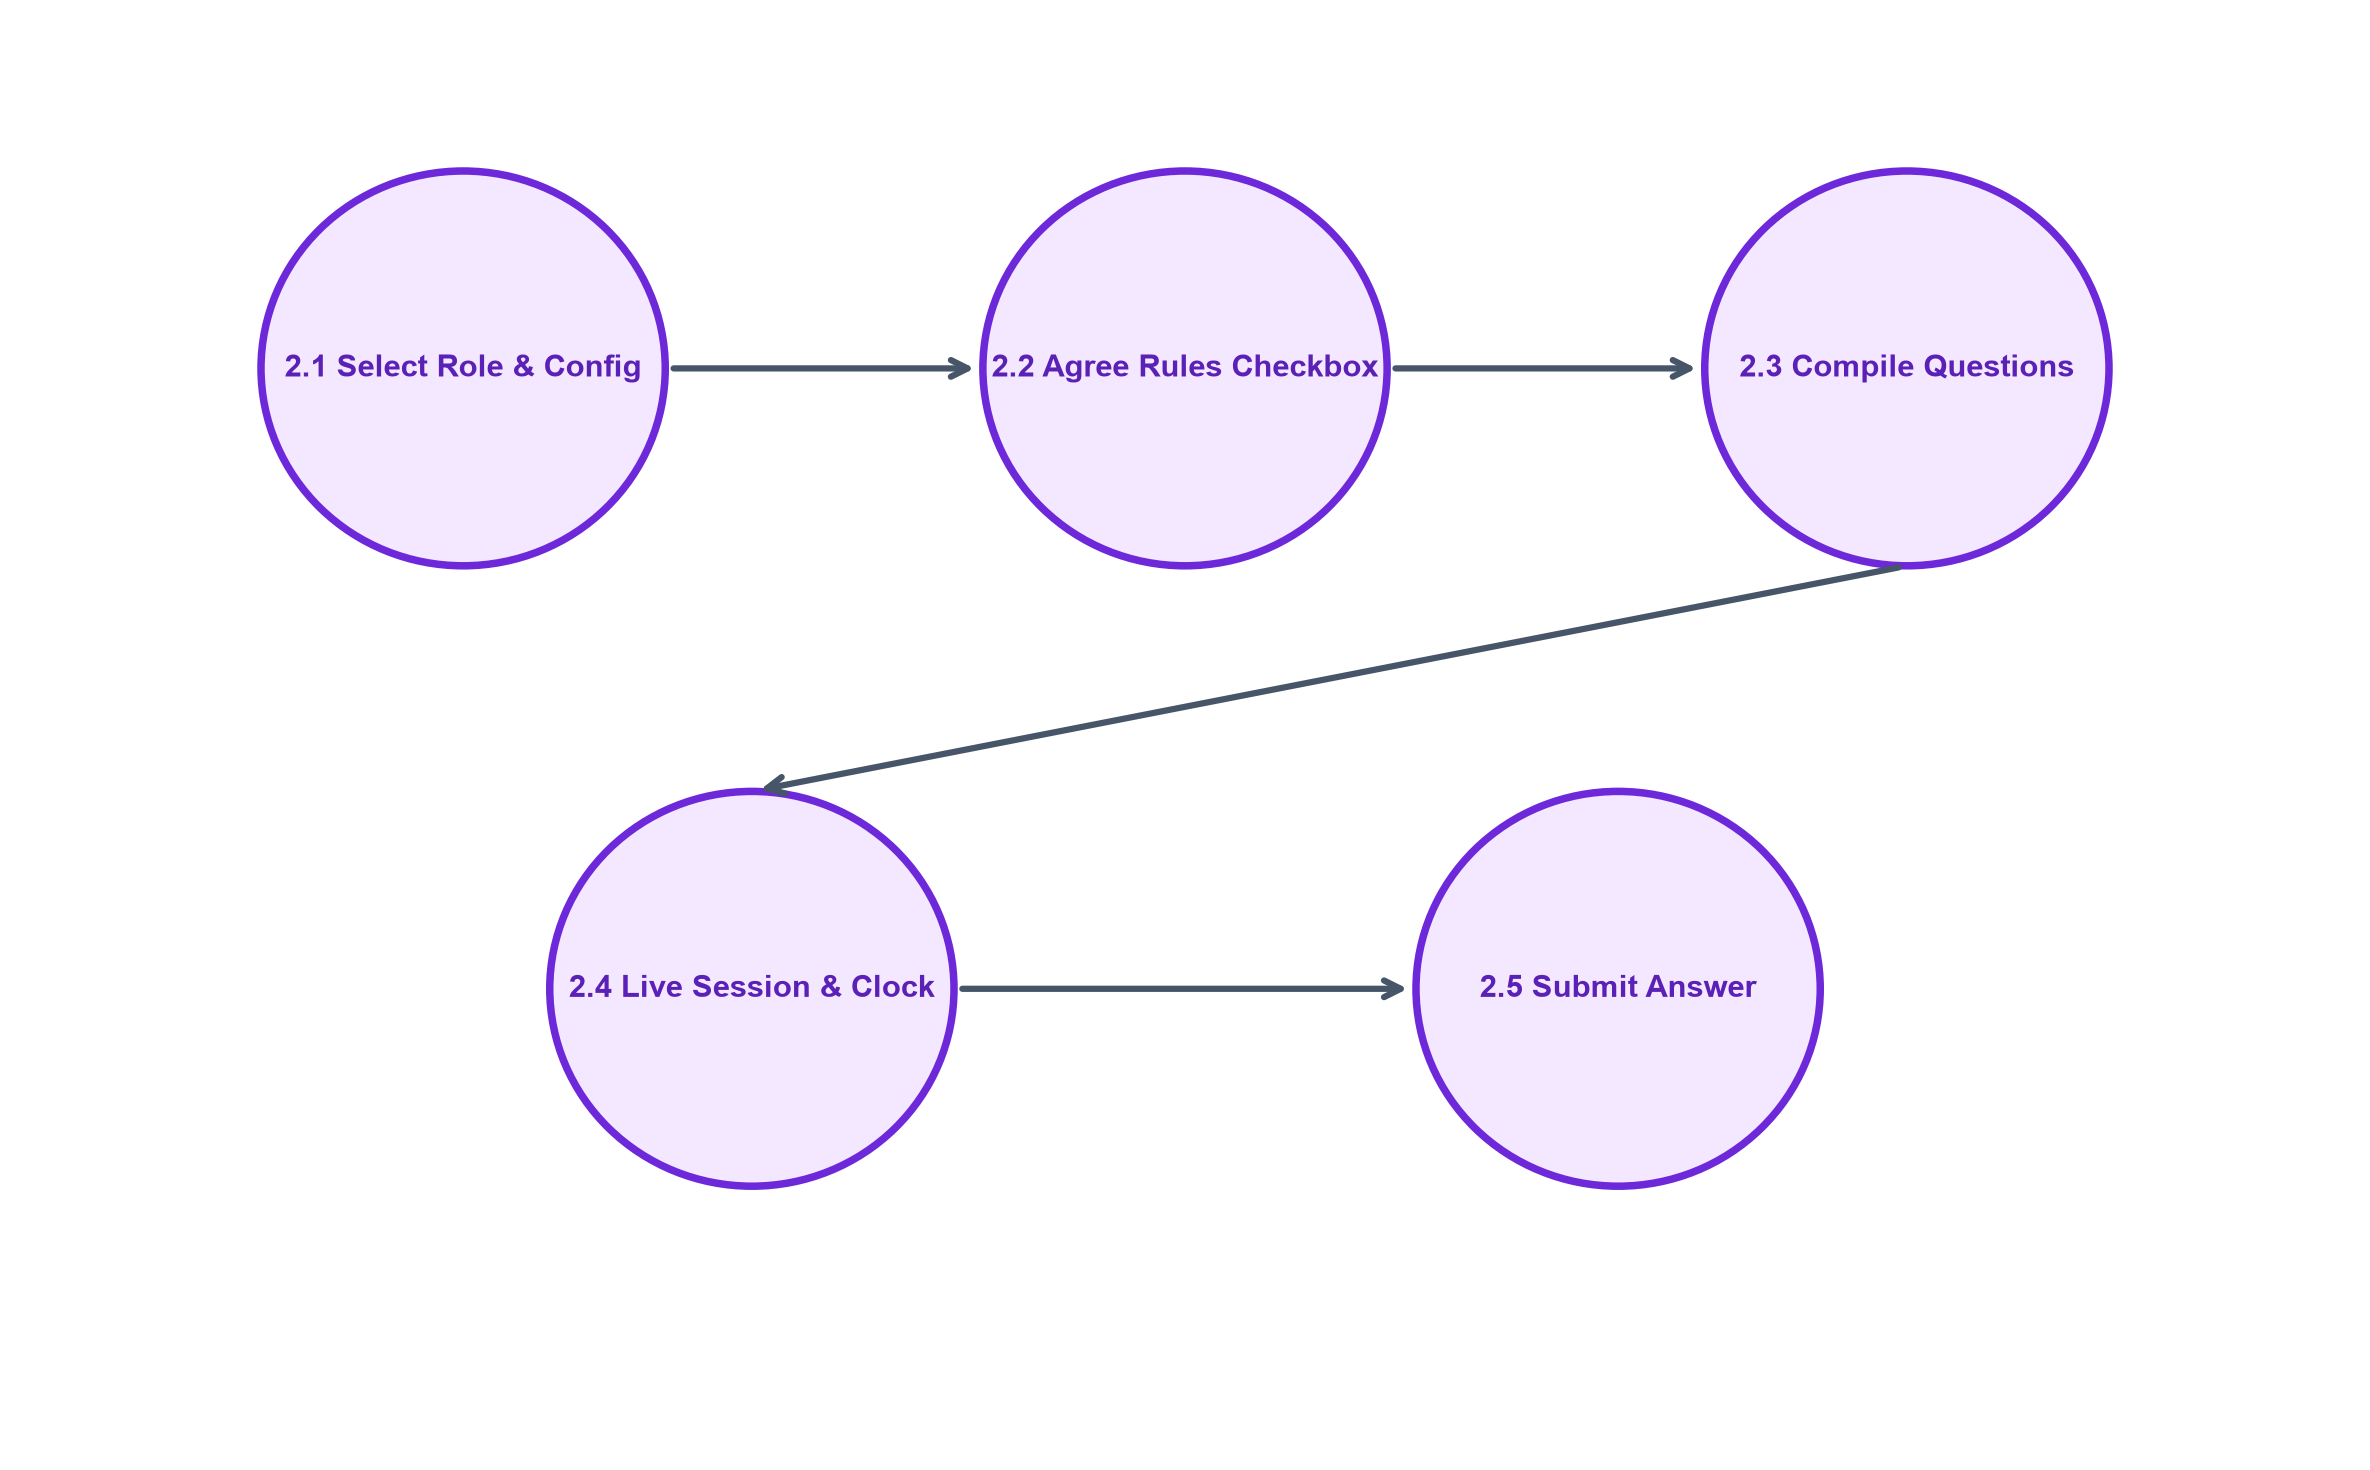 2.1 Select Role & Config
2.2 Agree Rules Checkbox
2.3 Compile Questions
2.4 Live Session & Clock
2.5 Submit Answer